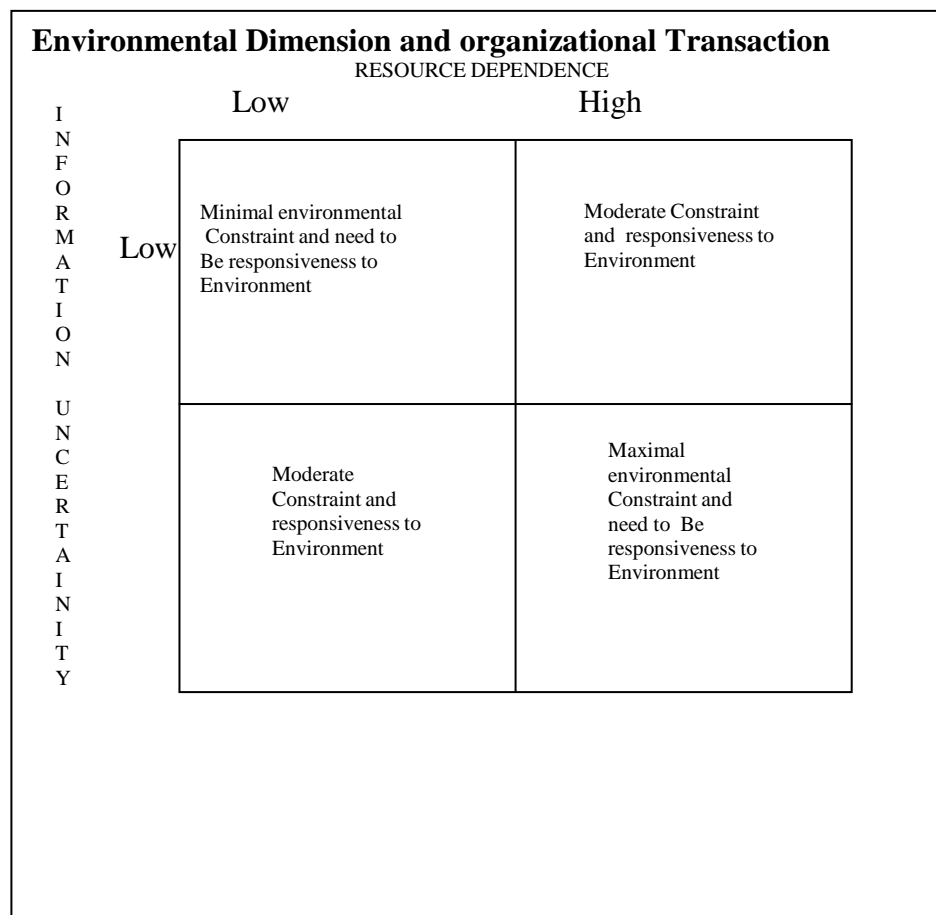 Environmental Dimension and organizational Transaction
RESOURCE DEPENDENCE
Low High
INFORMATION UNCERTAINITY
Low
Minimal environmental
Constraint and need to
Be responsiveness to
Environment
Moderate Constraint
and responsiveness to
Environment
Moderate
Constraint and
responsiveness to
Environment
Maximal
environmental
Constraint and
need to Be
responsiveness to
Environment